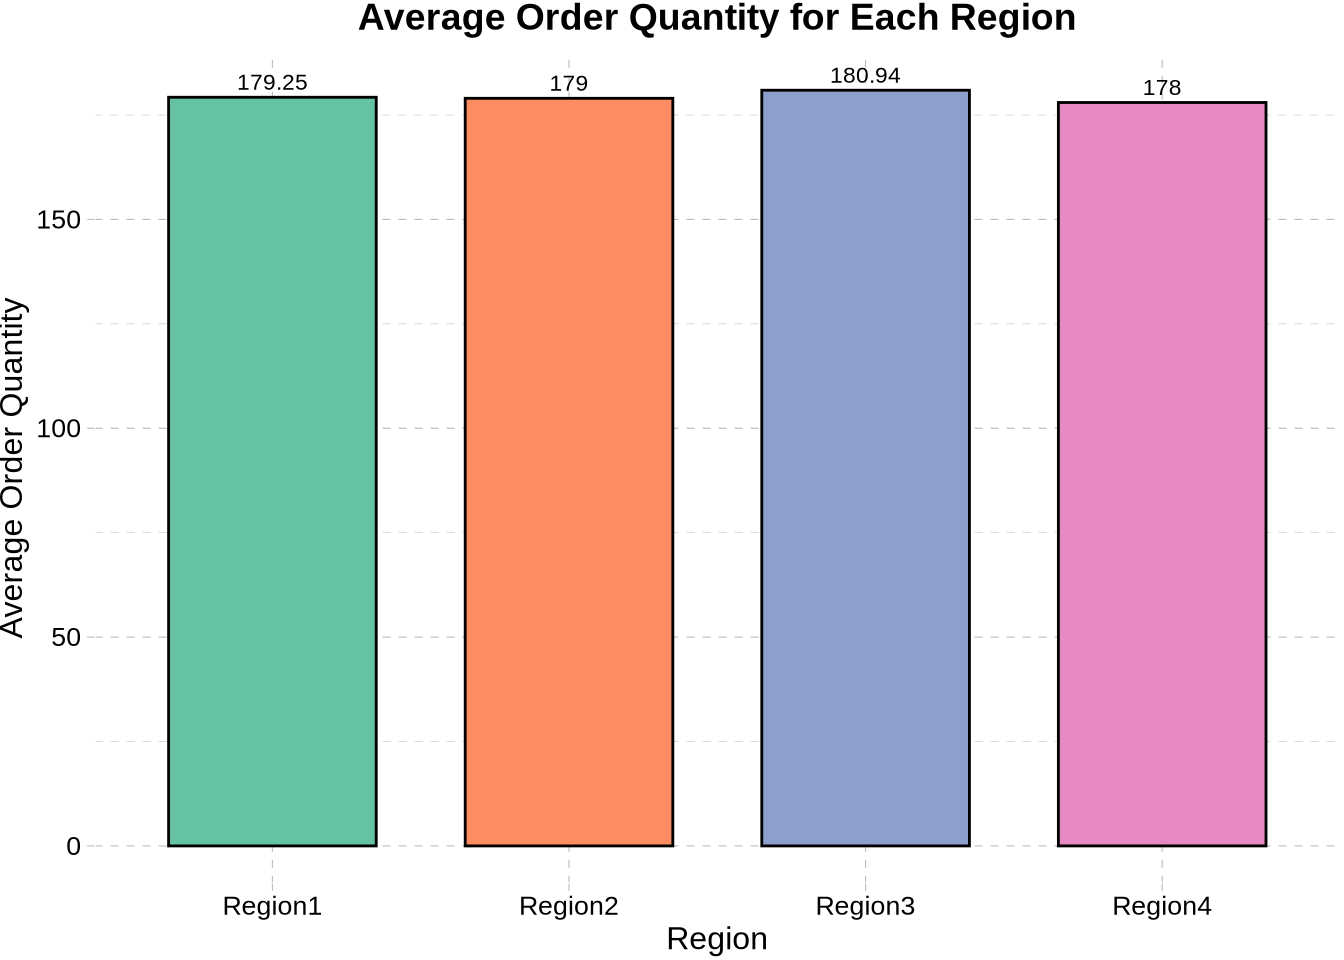 Average Order Quantity for Each Region
179.25
179
180.94
178
150
100
50
0
Average Order Quantity
Region1
Region2
Region3
Region4
Region